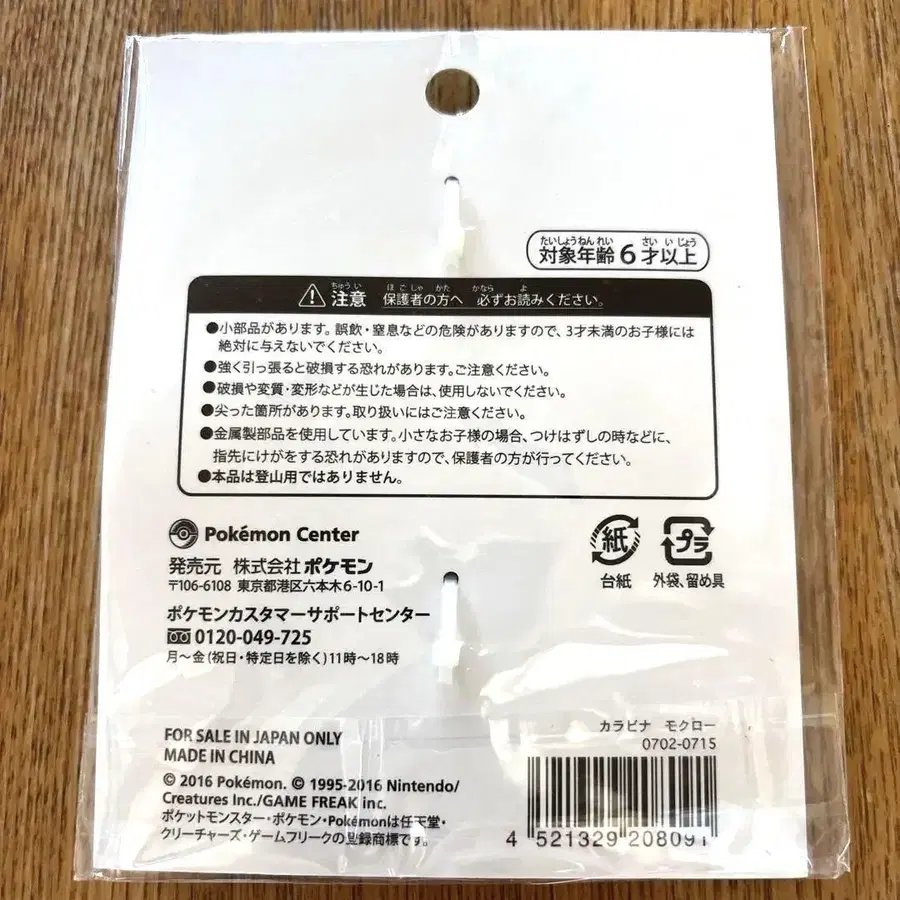 たいしょうねんれい さい いじょう
対象年齢 6 才以上
ちゅうい ほごしゃ かた かなら よ
注意 保護者の方へ 必ずお読みください。
●小部品があります。誤飲・窒息などの危険がありますので、3才未満のお子様には
絶対に与えないでください。
●強く引っ張ると破損する恐れがあります。ご注意ください。
●破損や変質・変形などが生じた場合は、使用しないでください。
●尖った箇所があります。取り扱いにはご注意ください。
●金属製部品を使用しています。小さなお子様の場合、つけはずしの時などに、
指先にけがをする恐れがありますので、保護者の方が行ってください。
●本品は登山用ではありません。
Pokémon Center
発売元 株式会社ポケモン
〒106-6108 東京都港区六本木6-10-1
ポケモンカスタマーサポートセンター
0120-049-725
月〜金(祝日・特定日を除く)11時〜18時
紙
台紙
プラ
外袋、留め具
FOR SALE IN JAPAN ONLY
MADE IN CHINA
© 2016 Pokémon. © 1995-2016 Nintendo/
Creatures Inc./GAME FREAK inc.
ポケットモンスター・ポケモン・Pokémonは任天堂・
クリーチャーズ・ゲームフリークの登録商標です。
カラビナ モクロー
0702-0715
4 521329 208091